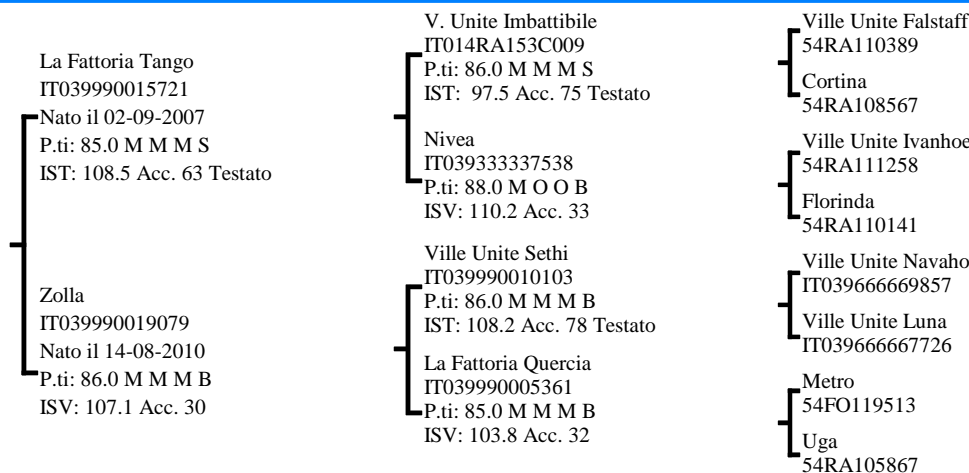 La Fattoria Tango
IT039990015721
Nato il 02-09-2007
P.ti: 85.0 M M M S
IST: 108.5 Acc. 63 Testato
Zolla
IT039990019079
Nato il 14-08-2010
P.ti: 86.0 M M M B
ISV: 107.1 Acc. 30
V. Unite Imbattibile
IT014RA153C009
P.ti: 86.0 M M M S
IST: 97.5 Acc. 75 Testato
Nivea
IT039333337538
P.ti: 88.0 M O O B
ISV: 110.2 Acc. 33
Ville Unite Sethi
IT039990010103
P.ti: 86.0 M M M B
IST: 108.2 Acc. 78 Testato
La Fattoria Quercia
IT039990005361
P.ti: 85.0 M M M B
ISV: 103.8 Acc. 32
Ville Unite Falstaff
54RA110389
Cortina
54RA108567
Ville Unite Ivanhoe
54RA111258
Florinda
54RA110141
Ville Unite Navaho
IT039666669857
Ville Unite Luna
IT039666667726
Metro
54FO119513
Uga
54RA105867